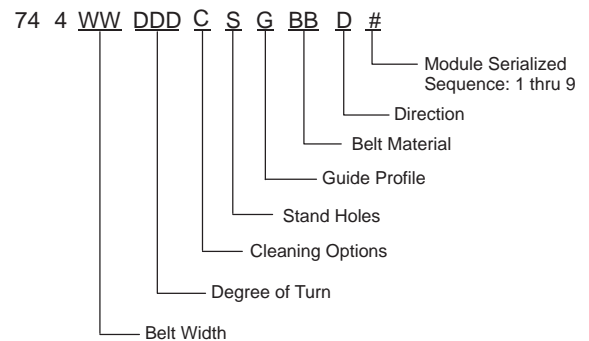 74 4 WW DDD C S G BB D #
Module Serialized
Sequence: 1 thru 9
Direction
Belt Material
Guide Profile
Stand Holes
Cleaning Options
Degree of Turn
Belt Width